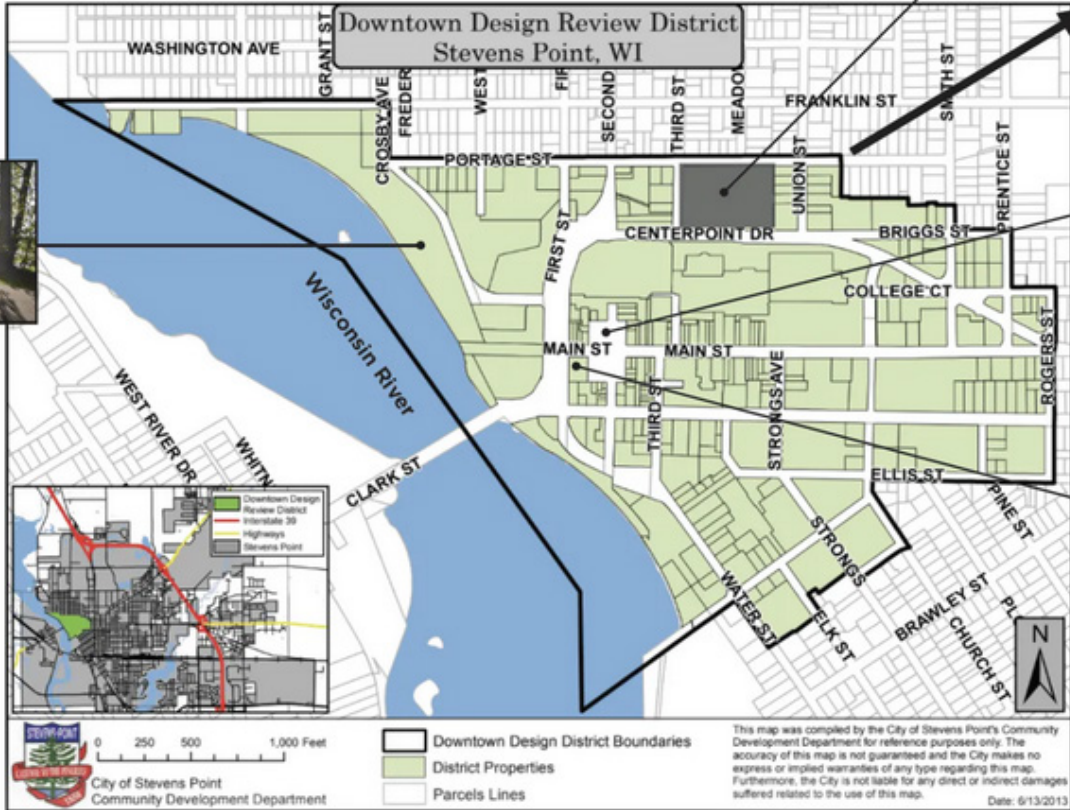 Downtown Design Review District
Stevens Point, WI
WASHINGTON AVE
GRANT ST
CROSBY AVE
FREDER
WEST
FIR
SECOND
THIRD ST
MEADOW
FRANKLIN ST
SMITH ST
PORTAGE ST
UNION ST
PRENTICE ST
CENTERPOINT DR
BRIGGS ST
FIRST ST
COLLEGE CT
Wisconsin River
MAIN ST
MAIN ST
ROGERS ST
THIRD ST
STRONGS AVE
WEST RIVER DR
WHITN
CLARK ST
ELLIS ST
PINE ST
STRONGS
WATER ST
ELK ST
BRAWLEY ST
CHURCH ST
PL
Downtown Design
Review District
Interstate 39
Highways
Stevens Point
N
STEVENS POINT
0 250 500 1,000 Feet
City of Stevens Point
Community Development Department
Downtown Design District Boundaries
District Properties
Parcels Lines
This map was compiled by the City of Stevens Point's Community
Development Department for reference purposes only. The
accuracy of this map is not guaranteed and the City makes no
express or implied warranties of any type regarding this map.
Furthermore, the City is not liable for any direct or indirect damages
suffered related to the use of this map.
Date: 6/13/2013